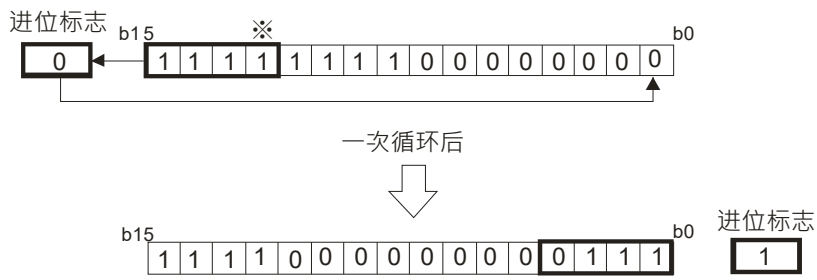 进位标志
b15 ※ b0
0 1 1 1 1 1 1 1 1 0 0 0 0 0 0 0 0
一次循环后
b15 b0 进位标志
1 1 1 1 0 0 0 0 0 0 0 0 0 1 1 1 1